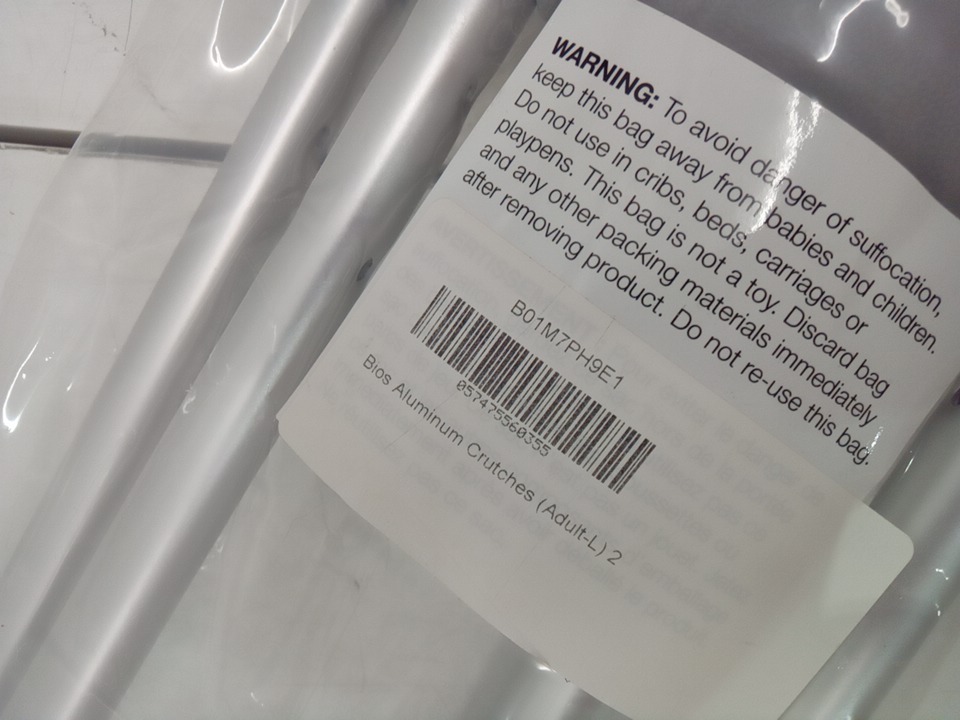 WARNING: To avoid danger of suffocation,
keep this bag away from babies and children.
Do not use in cribs, beds, carriages or
playpens. This bag is not a toy. Discard bag
and any other packing materials immediately
after removing product. Do not re-use this bag.
B01M7PH9E1
057475560355
Bios Aluminum Crutches (Adult-L) 2